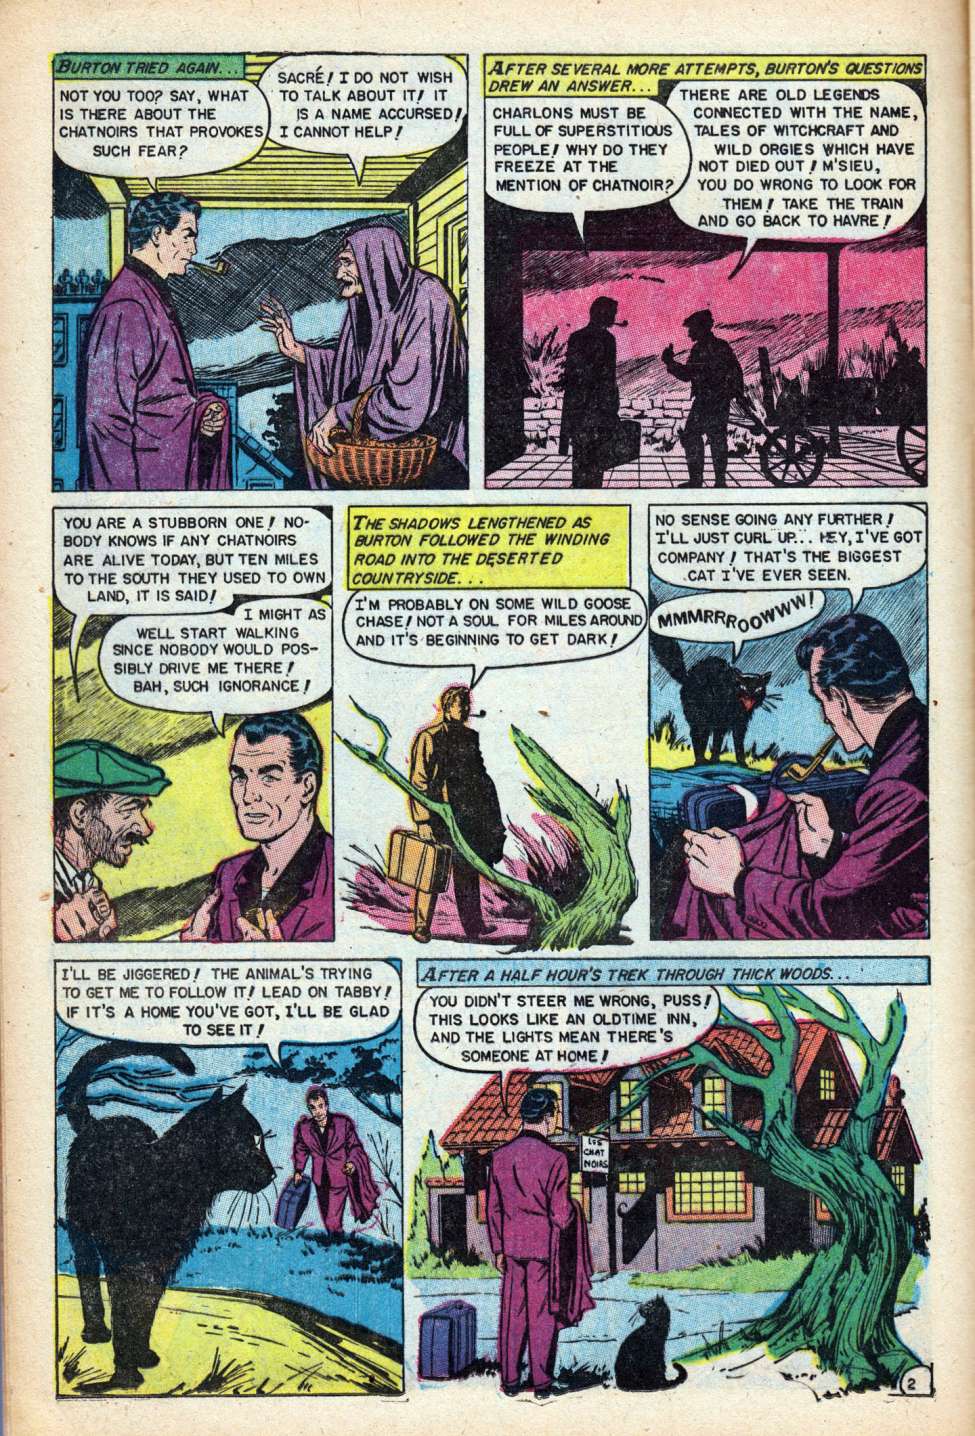 BURTON TRIED AGAIN...
NOT YOU TOO? SAY, WHAT
IS THERE ABOUT THE
CHATNOIRS THAT PROVOKES
SUCH FEAR?
SACRÉ! I DO NOT WISH
TO TALK ABOUT IT! IT
IS A NAME ACCURSED!
I CANNOT HELP!
AFTER SEVERAL MORE ATTEMPTS, BURTON'S QUESTIONS
DREW AN ANSWER...
CHARLONS MUST BE
FULL OF SUPERSTITIOUS
PEOPLE! WHY DO THEY
FREEZE AT THE
MENTION OF CHATNOIR?
THERE ARE OLD LEGENDS
CONNECTED WITH THE NAME,
TALES OF WITCHCRAFT AND
WILD ORGIES WHICH HAVE
NOT DIED OUT! M'SIEU,
YOU DO WRONG TO LOOK FOR
THEM! TAKE THE TRAIN
AND GO BACK TO HAVRE!
YOU ARE A STUBBORN ONE! NO-
BODY KNOWS IF ANY CHATNOIRS
ARE ALIVE TODAY, BUT TEN MILES
TO THE SOUTH THEY USED TO OWN
LAND, IT IS SAID!
I MIGHT AS
WELL START WALKING
SINCE NOBODY WOULD POS-
SIBLY DRIVE ME THERE!
BAH, SUCH IGNORANCE!
THE SHADOWS LENGTHENED AS
BURTON FOLLOWED THE WINDING
ROAD INTO THE DESERTED
COUNTRYSIDE...
I'M PROBABLY ON SOME WILD GOOSE
CHASE! NOT A SOUL FOR MILES AROUND
AND IT'S BEGINNING TO GET DARK!
NO SENSE GOING ANY FURTHER!
I'LL JUST CURL UP... HEY, I'VE GOT
COMPANY! THAT'S THE BIGGEST
CAT I'VE EVER SEEN.
MMMRRROOWWW!
I'LL BE JIGGERED! THE ANIMAL'S TRYING
TO GET ME TO FOLLOW IT! LEAD ON TABBY!
IF IT'S A HOME YOU'VE GOT, I'LL BE GLAD
TO SEE IT!
AFTER A HALF HOUR'S TREK THROUGH THICK WOODS...
YOU DIDN'T STEER ME WRONG, PUSS!
THIS LOOKS LIKE AN OLDTIME INN,
AND THE LIGHTS MEAN THERE'S
SOMEONE AT HOME!
LES
CHAT
NOIRS
2